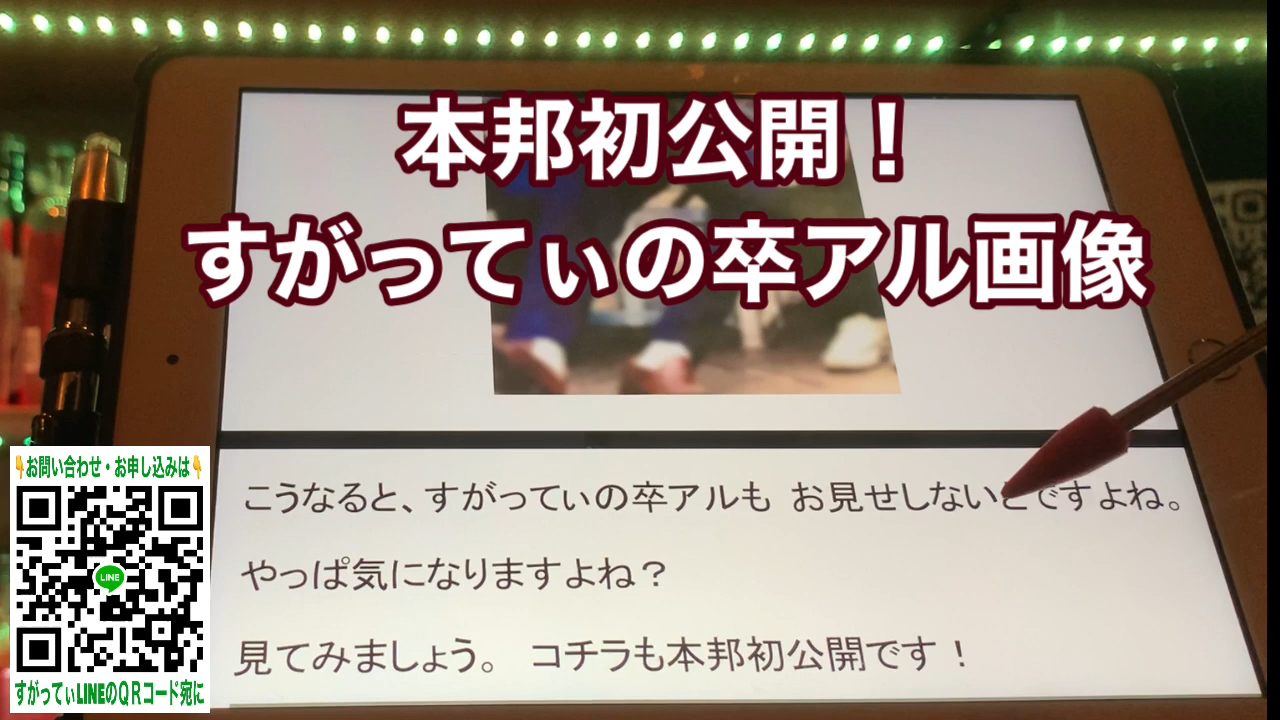 本邦初公開！
すがってぃの卒アル画像
👇お問い合わせ・お申し込みは👇
LINE
すがってぃLINEのQRコード宛に
こうなると、すがってぃの卒アルも お見せしないとですよね。
やっぱ気になりますよね？
見てみましょう。 コチラも本邦初公開です！